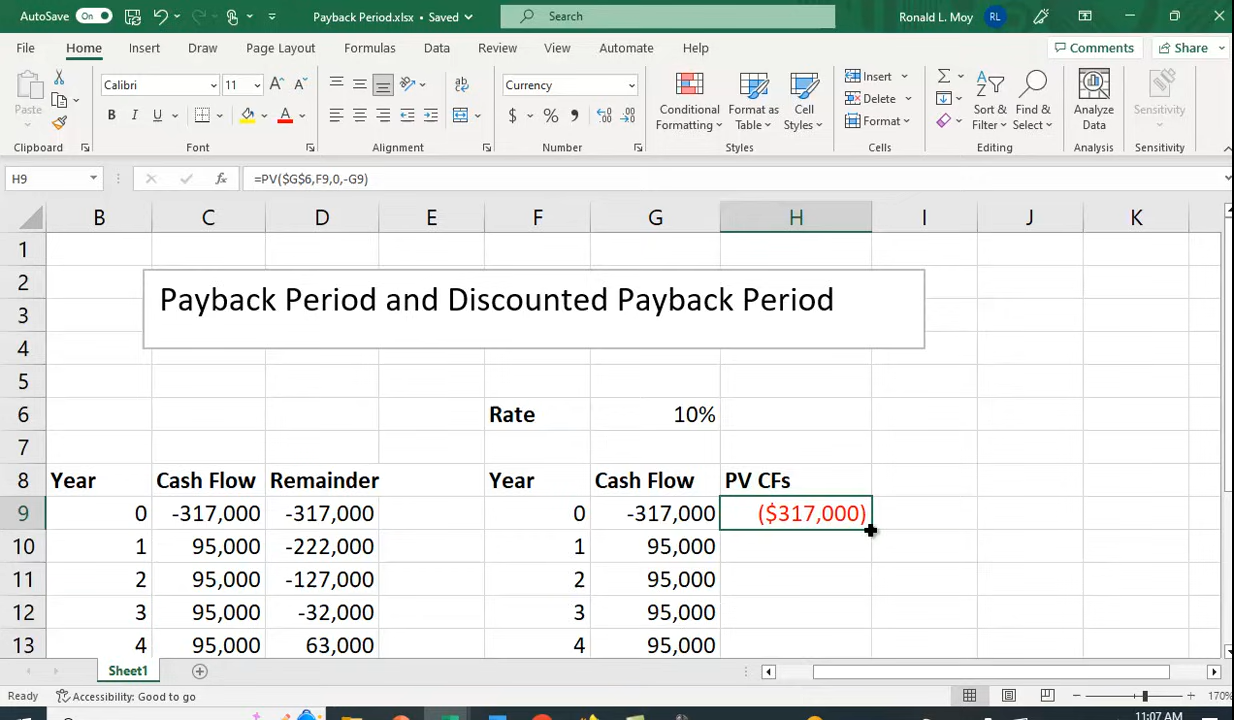 AutoSave On Payback Period.xlsx • Saved Search Ronald L. Moy RL
File Home Insert Draw Page Layout Formulas Data Review View Automate Help Comments Share
Paste Calibri 11 A A Currency Conditional Formatting Format as Table Cell Styles Insert Delete Format Sort & Filter Find & Select Analyze Data Sensitivity
B I U A $ % 9
Clipboard Font Alignment Number Styles Cells Editing Analysis Sensitivity
H9 fx =PV($G$6,F9,0,-G9)
B C D E F G H I J K
1
2
Payback Period and Discounted Payback Period
3
4
5
6 Rate 10%
7
8 Year Cash Flow Remainder Year Cash Flow PV CFs
9 0 -317,000 -317,000 0 -317,000 ($317,000)
10 1 95,000 -222,000 1 95,000
11 2 95,000 -127,000 2 95,000
12 3 95,000 -32,000 3 95,000
13 4 95,000 63,000 4 95,000
Sheet1
Ready Accessibility: Good to go 170%
11:07 AM